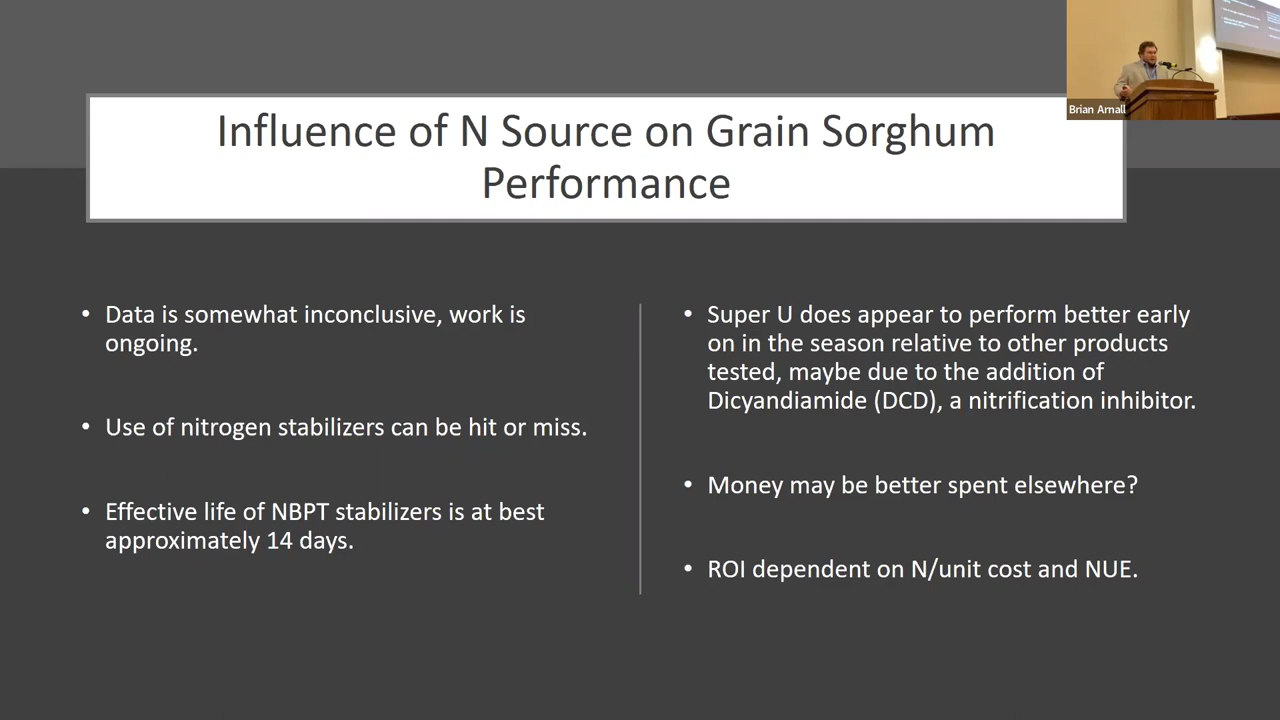 Influence of N Source on Grain Sorghum
Performance
• Data is somewhat inconclusive, work is
ongoing.
• Use of nitrogen stabilizers can be hit or miss.
• Effective life of NBPT stabilizers is at best
approximately 14 days.
• Super U does appear to perform better early
on in the season relative to other products
tested, maybe due to the addition of
Dicyandiamide (DCD), a nitrification inhibitor.
• Money may be better spent elsewhere?
• ROI dependent on N/unit cost and NUE.
Brian Arnall